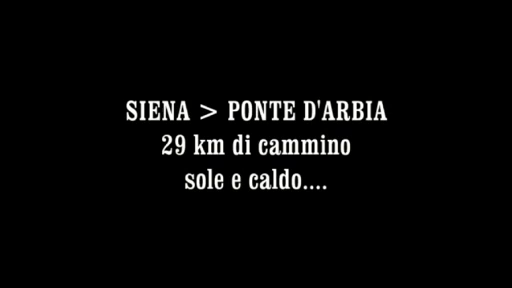 SIENA > PONTE D'ARBIA
29 km di cammino
sole e caldo....